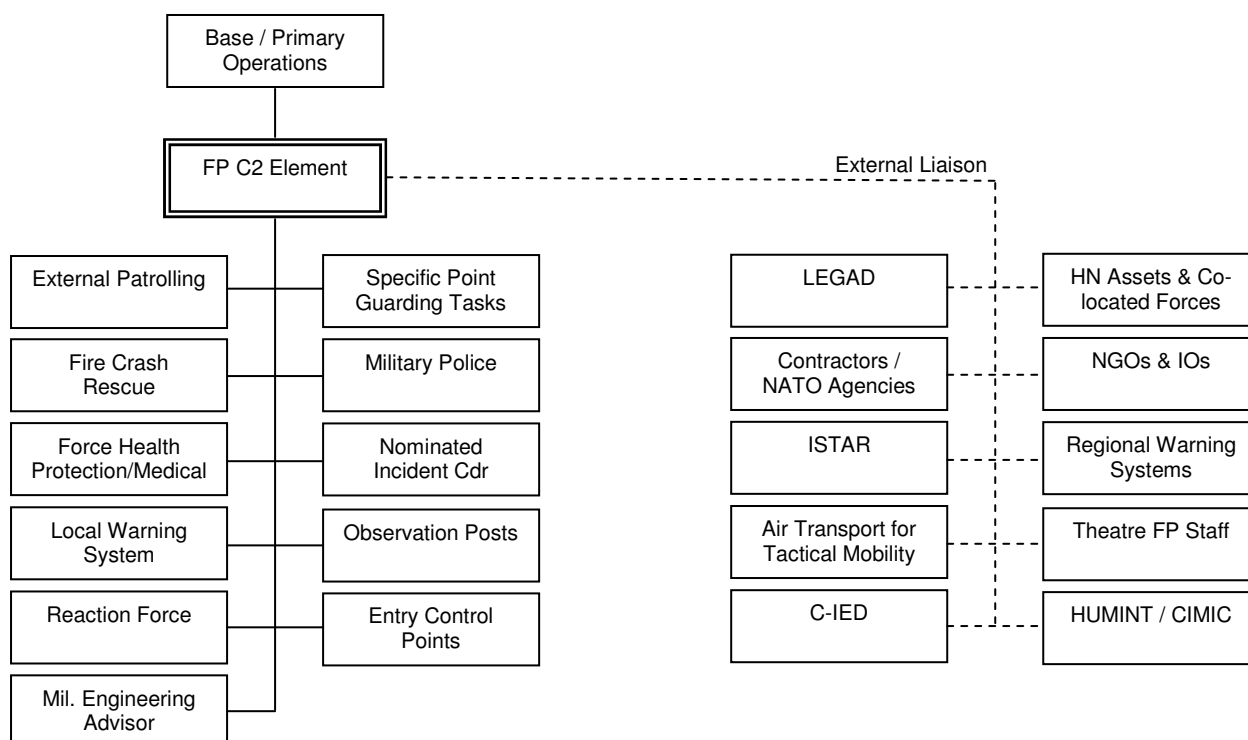 Base / Primary
Operations
FP C2 Element
External Liaison
External Patrolling
Specific Point
Guarding Tasks
LEGAD
HN Assets & Co-
located Forces
Fire Crash
Rescue
Military Police
Contractors /
NATO Agencies
NGOs & IOs
Force Health
Protection/Medical
Nominated
Incident Cdr
ISTAR
Regional Warning
Systems
Local Warning
System
Observation Posts
Air Transport for
Tactical Mobility
Theatre FP Staff
Reaction Force
Entry Control
Points
C-IED
HUMINT / CIMIC
Mil. Engineering
Advisor